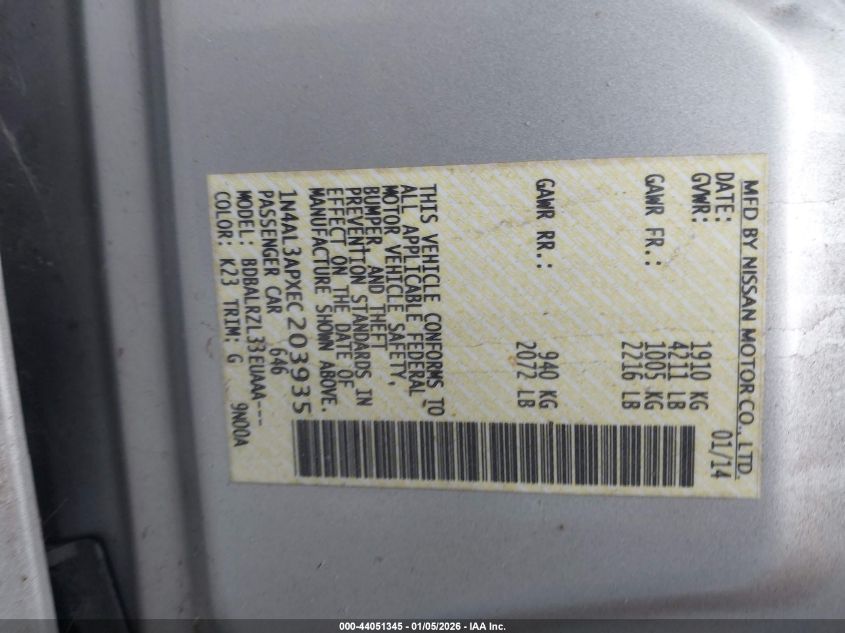 MFD BY NISSAN MOTOR CO., LTD.
DATE: 01/14
GVWR: 1910 KG
4211 LB
GAWR FR.: 1005 KG
2216 LB
GAWR RR.: 940 KG
2072 LB
THIS VEHICLE CONFORMS TO
ALL APPLICABLE FEDERAL
MOTOR VEHICLE SAFETY,
BUMPER, AND THEFT
PREVENTION STANDARDS IN
EFFECT ON THE DATE OF
MANUFACTURE SHOWN ABOVE.
1N4AL3APXEC203935
PASSENGER CAR 646
MODEL: BDBALRZL33EUAAA---
COLOR: K23 TRIM: G 9N00A
000-44051345 - 01/05/2026 - IAA Inc.